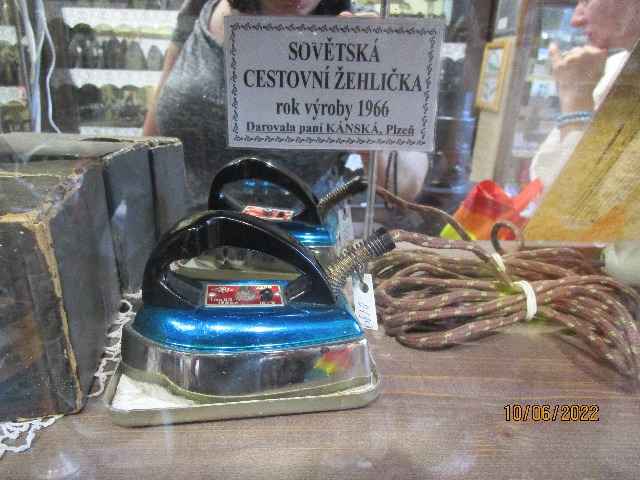 SOVĚTSKÁ
CESTOVNÍ ŽEHLIČKA
rok výroby 1966
Darovala paní KÁNSKÁ, Plzeň
10/06/2022